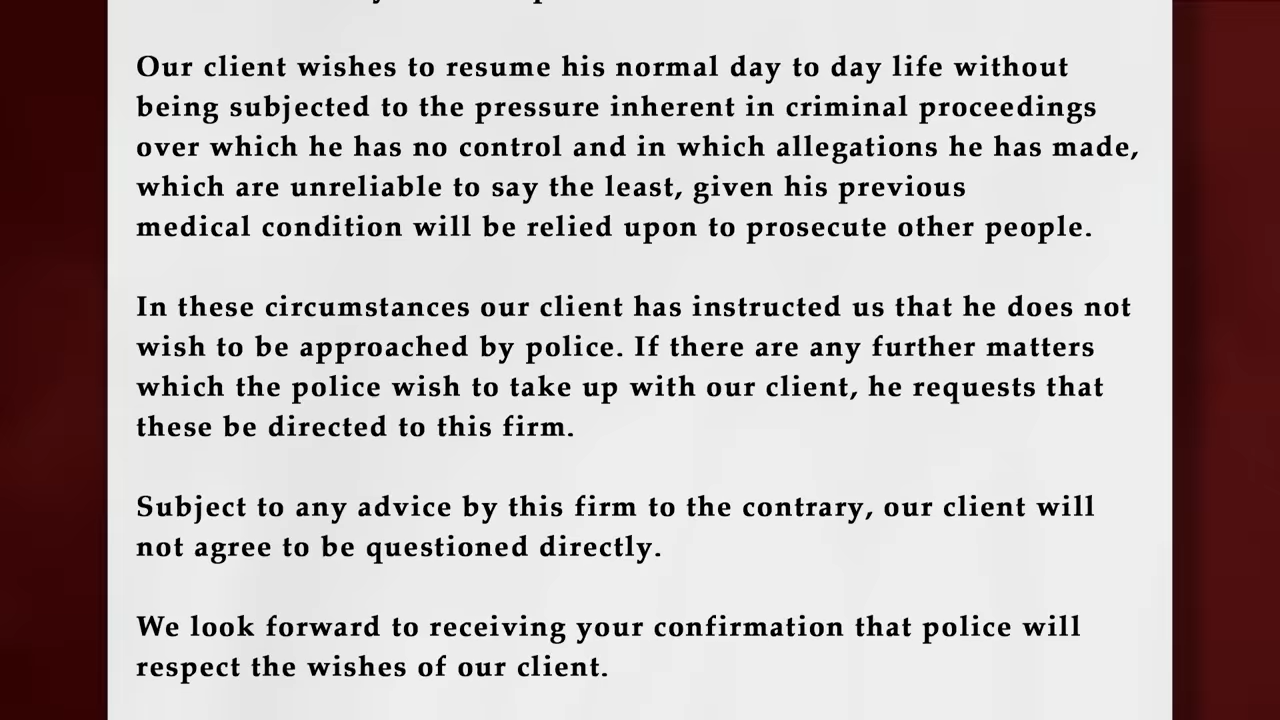 Our client wishes to resume his normal day to day life without
being subjected to the pressure inherent in criminal proceedings
over which he has no control and in which allegations he has made,
which are unreliable to say the least, given his previous
medical condition will be relied upon to prosecute other people.
In these circumstances our client has instructed us that he does not
wish to be approached by police. If there are any further matters
which the police wish to take up with our client, he requests that
these be directed to this firm.
Subject to any advice by this firm to the contrary, our client will
not agree to be questioned directly.
We look forward to receiving your confirmation that police will
respect the wishes of our client.